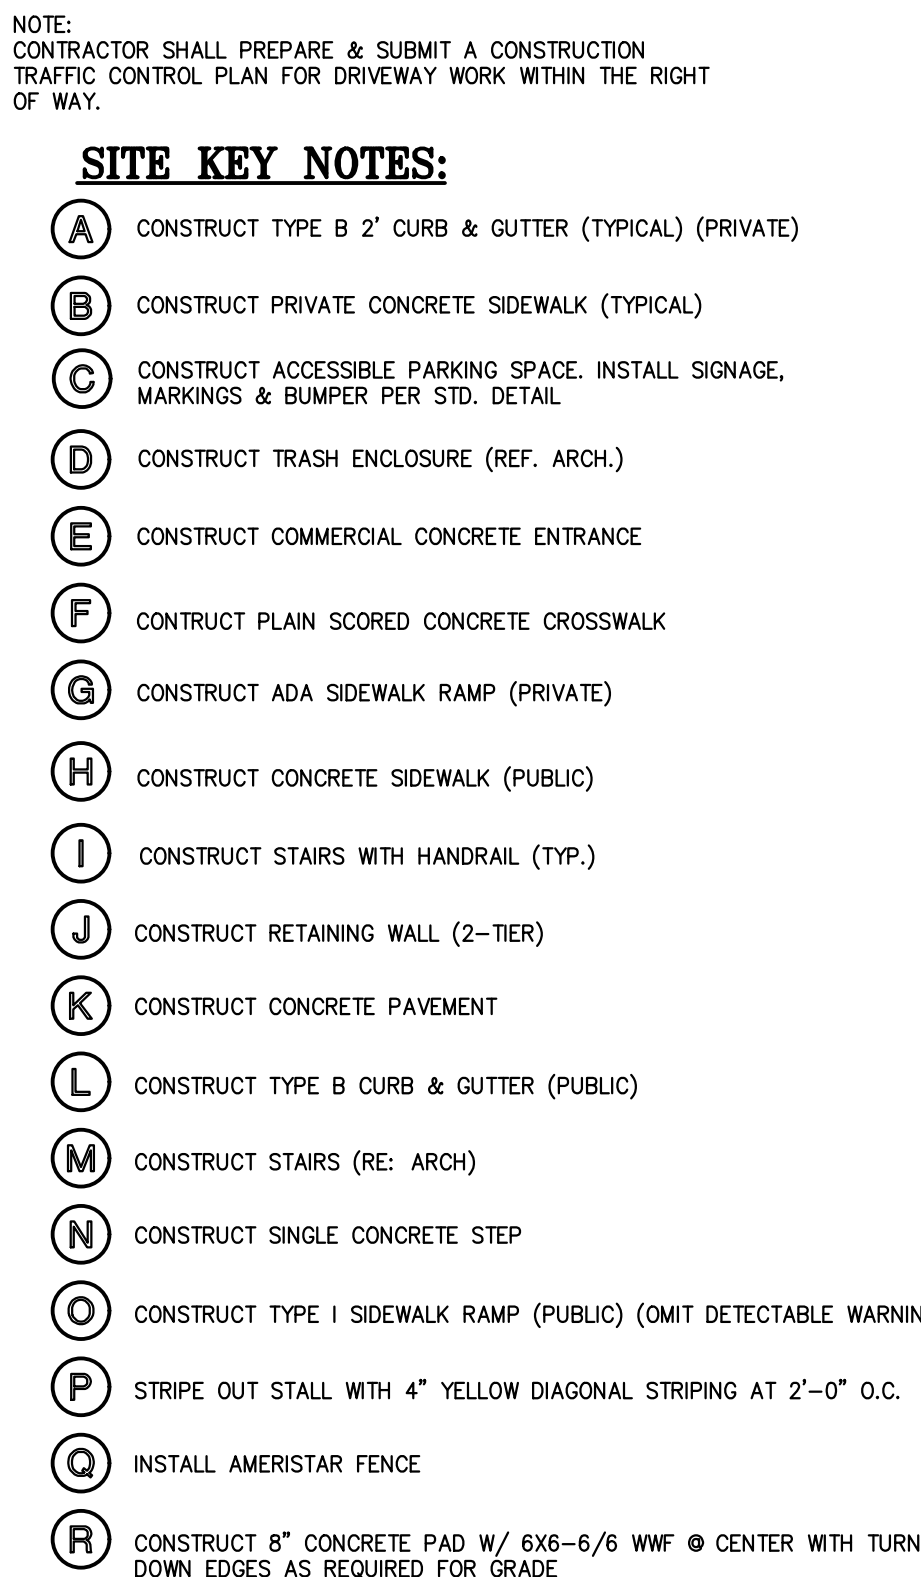 NOTE:
CONTRACTOR SHALL PREPARE & SUBMIT A CONSTRUCTION
TRAFFIC CONTROL PLAN FOR DRIVEWAY WORK WITHIN THE RIGHT
OF WAY.
SITE KEY NOTES:
A CONSTRUCT TYPE B 2' CURB & GUTTER (TYPICAL) (PRIVATE)
B CONSTRUCT PRIVATE CONCRETE SIDEWALK (TYPICAL)
C CONSTRUCT ACCESSIBLE PARKING SPACE. INSTALL SIGNAGE,
MARKINGS & BUMPER PER STD. DETAIL
D CONSTRUCT TRASH ENCLOSURE (REF. ARCH.)
E CONSTRUCT COMMERCIAL CONCRETE ENTRANCE
F CONTRUCT PLAIN SCORED CONCRETE CROSSWALK
G CONSTRUCT ADA SIDEWALK RAMP (PRIVATE)
H CONSTRUCT CONCRETE SIDEWALK (PUBLIC)
I CONSTRUCT STAIRS WITH HANDRAIL (TYP.)
J CONSTRUCT RETAINING WALL (2-TIER)
K CONSTRUCT CONCRETE PAVEMENT
L CONSTRUCT TYPE B CURB & GUTTER (PUBLIC)
M CONSTRUCT STAIRS (RE: ARCH)
N CONSTRUCT SINGLE CONCRETE STEP
O CONSTRUCT TYPE I SIDEWALK RAMP (PUBLIC) (OMIT DETECTABLE WARNIN
P STRIPE OUT STALL WITH 4" YELLOW DIAGONAL STRIPING AT 2'-0" O.C.
Q INSTALL AMERISTAR FENCE
R CONSTRUCT 8" CONCRETE PAD W/ 6X6-6/6 WWF @ CENTER WITH TURN
DOWN EDGES AS REQUIRED FOR GRADE